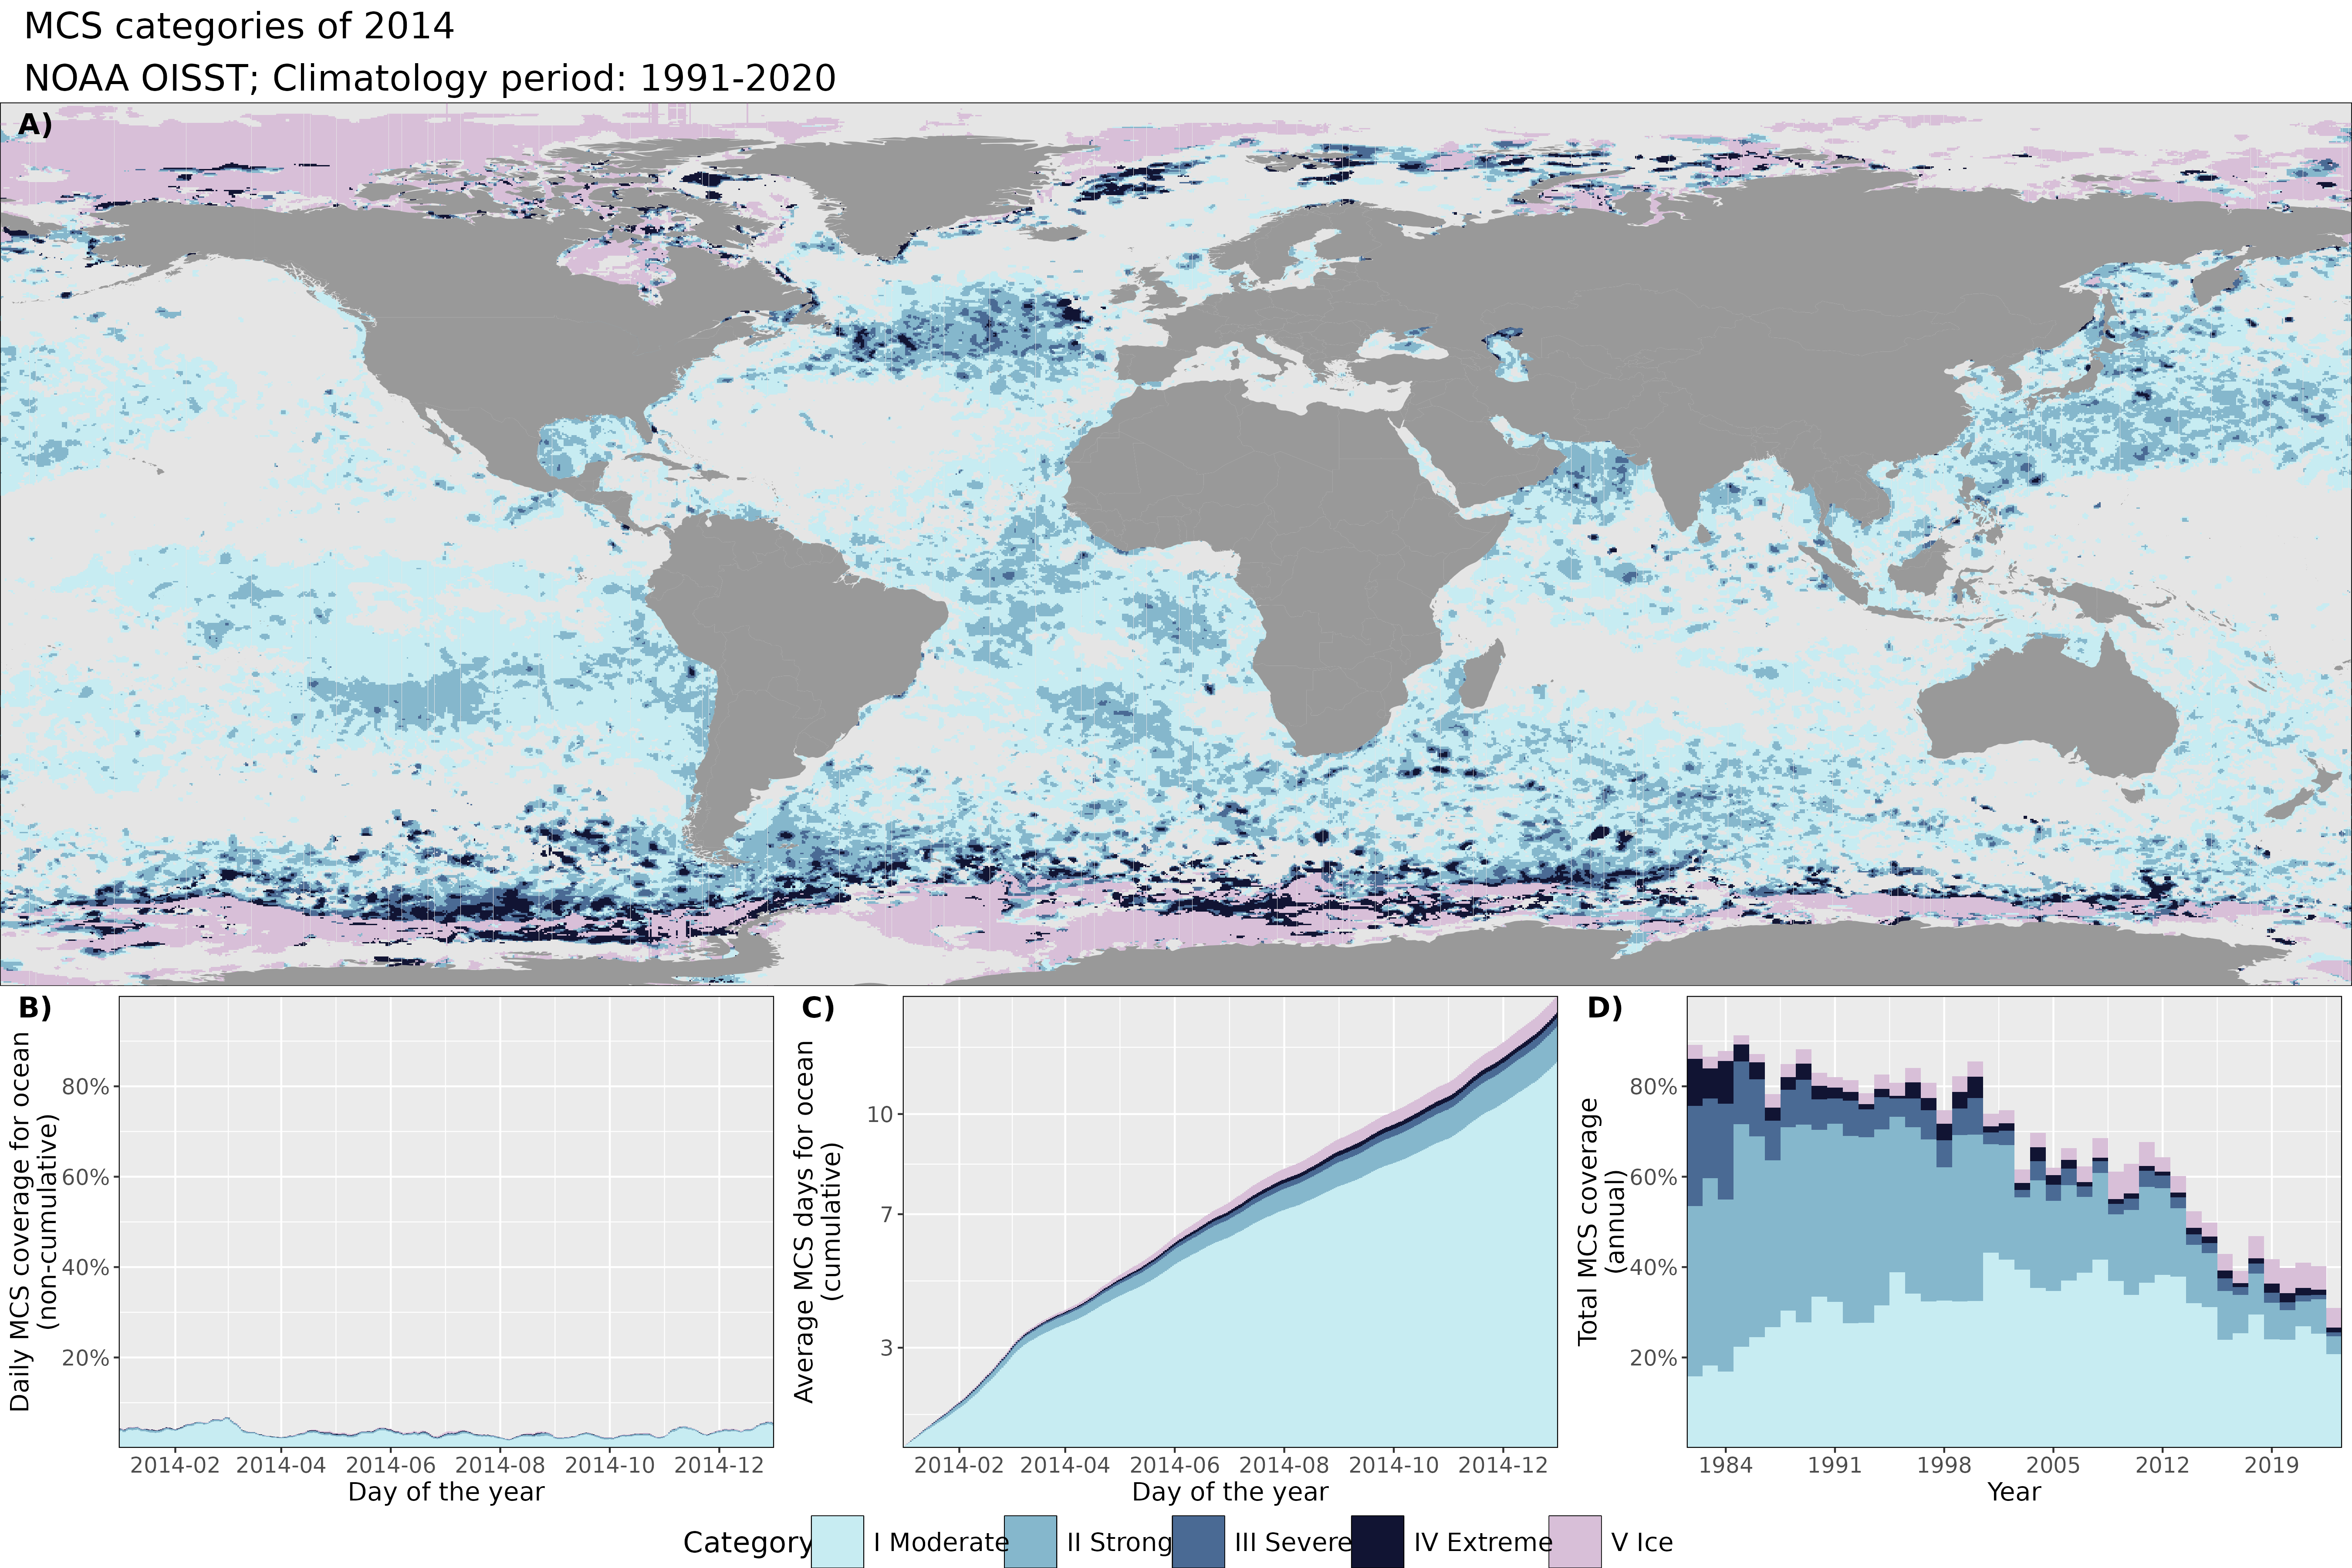 MCS categories of 2014
NOAA OISST; Climatology period: 1991-2020
A)
B)
Daily MCS coverage for ocean
(non-cumulative)
80%
60%
40%
20%
2014-02 2014-04 2014-06 2014-08 2014-10 2014-12
Day of the year
C)
Average MCS days for ocean
(cumulative)
10
7
3
2014-02 2014-04 2014-06 2014-08 2014-10 2014-12
Day of the year
D)
Total MCS coverage
(annual)
80%
60%
40%
20%
1984 1991 1998 2005 2012 2019
Year
Category I Moderate II Strong III Severe IV Extreme V Ice